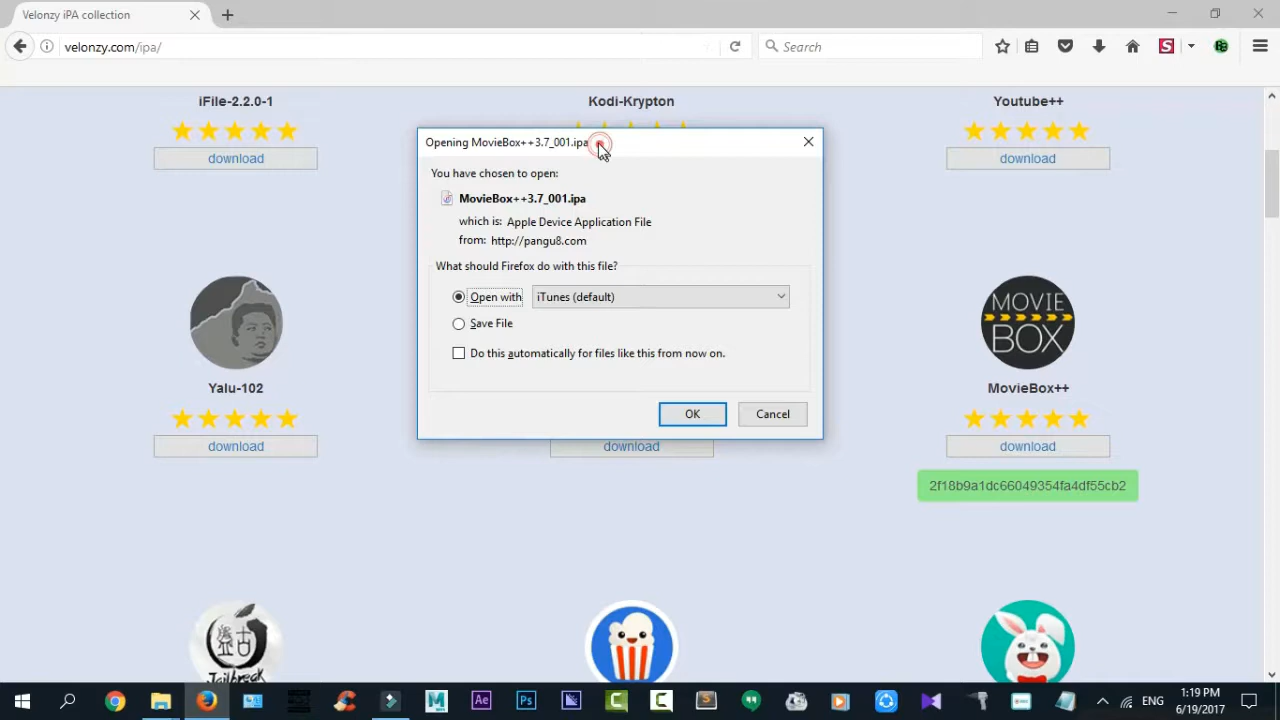 Velonzy iPA collection
velonzy.com/ipa/
Search
S
iFile-2.2.0-1
Kodi-Krypton
Youtube++
download
download
Opening MovieBox++3.7_001.ipa
You have chosen to open:
MovieBox++3.7_001.ipa
which is: Apple Device Application File
from: http://pangu8.com
What should Firefox do with this file?
Open with
iTunes (default)
Save File
Do this automatically for files like this from now on.
OK
Cancel
MOVIE
BOX
Yalu-102
MovieBox++
download
download
download
2f18b9a1dc66049354fa4df55cb2
Jailbreak
Ae
Ps
ENG
1:19 PM
6/19/2017